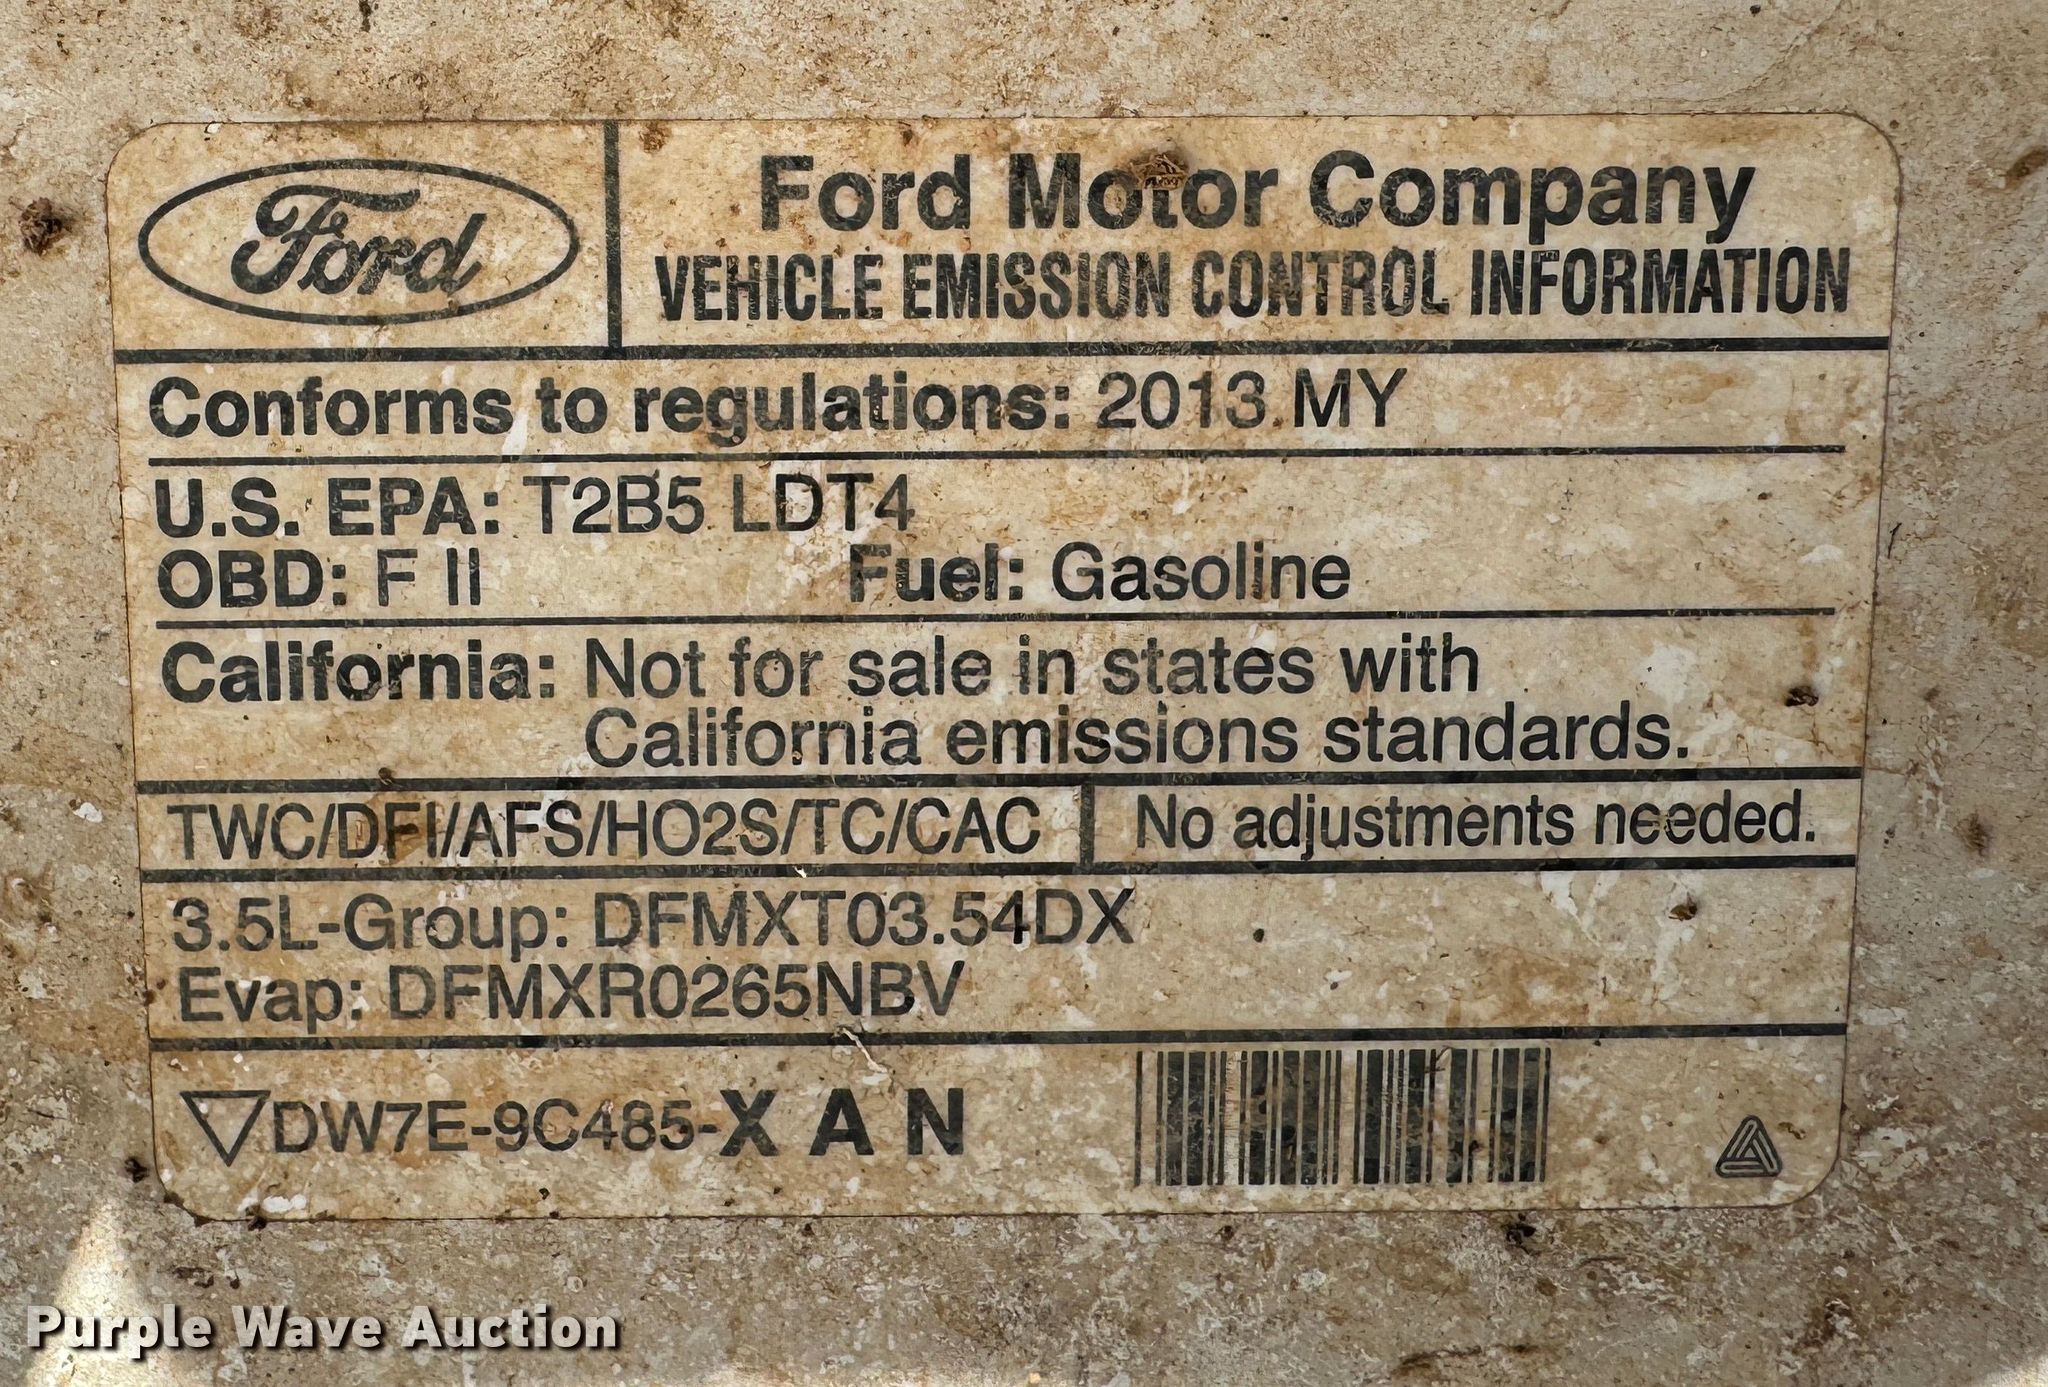 Ford
Ford Motor Company
VEHICLE EMISSION CONTROL INFORMATION
Conforms to regulations: 2013 MY
U.S. EPA: T2B5 LDT4
OBD: F II Fuel: Gasoline
California: Not for sale in states with
California emissions standards.
TWC/DFI/AFS/HO2S/TC/CAC No adjustments needed.
3.5L-Group: DFMXT03.54DX
Evap: DFMXR0265NBV
DW7E-9C485-X A N
Purple Wave Auction